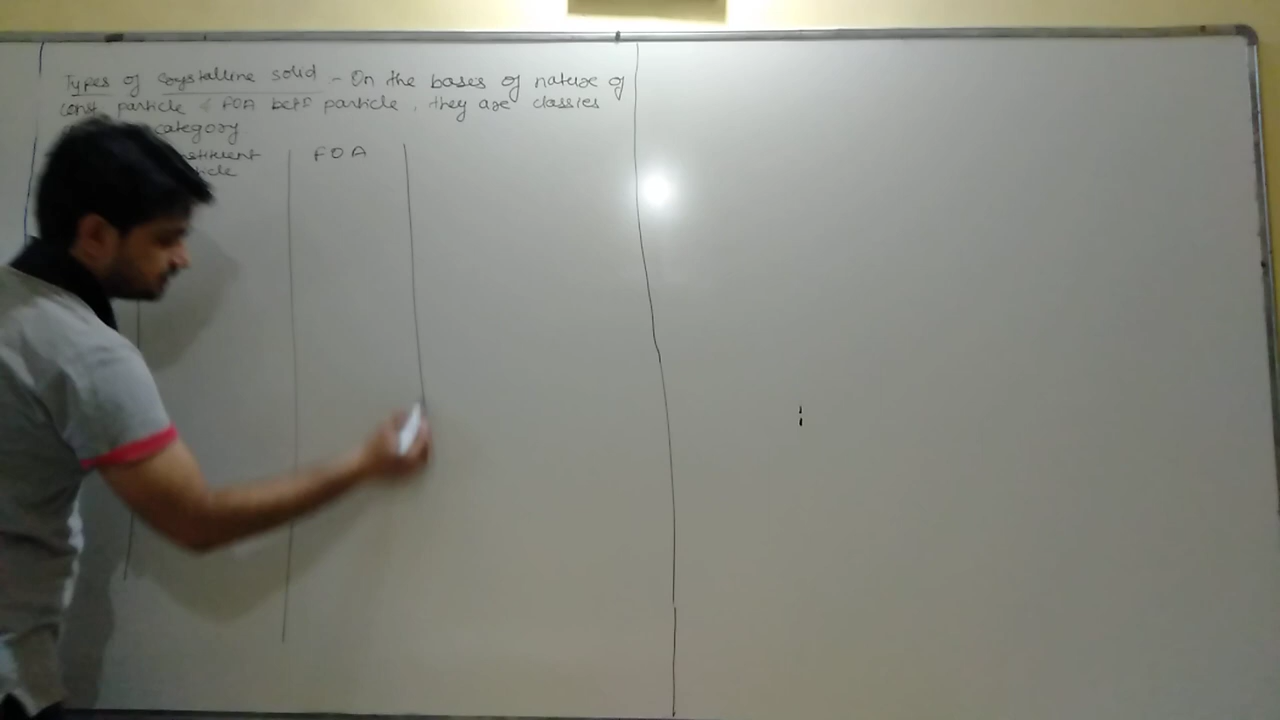 Types of crystalline solid - On the bases of nature of
const particle & FOA betn particle, they are classies
category
FOA